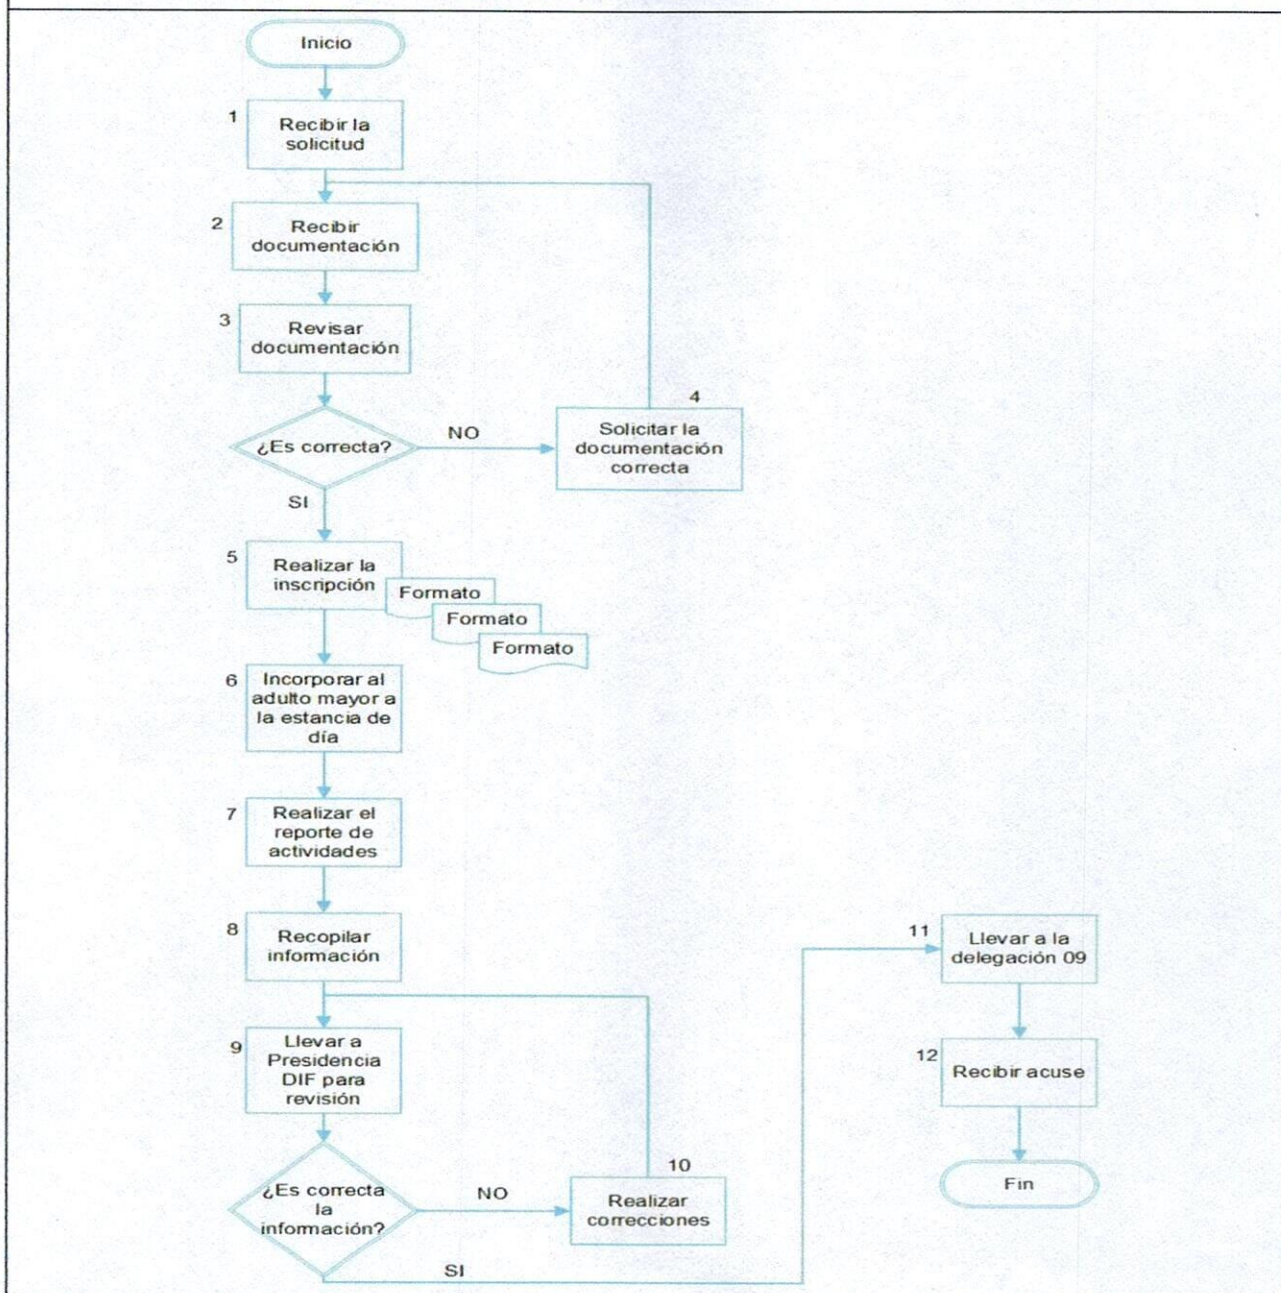 Inicio
1
Recibir la
solicitud
2
Recibir
documentación
3
Revisar
documentación
4
¿Es correcta?
NO
Solicitar la
documentación
correcta
SI
5
Realizar la
inscripción
Formato
Formato
Formato
6
Incorporar al
adulto mayor a
la estancia de
día
7
Realizar el
reporte de
actividades
8
Recopilar
información
9
Llevar a
Presidencia
DIF para
revisión
¿Es correcta
la
información?
NO
10
Realizar
correcciones
SI
11
Llevar a la
delegación 09
12
Recibir acuse
Fin